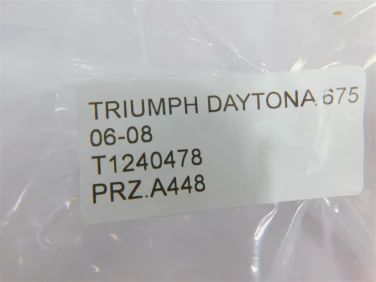 TRIUMPH DAYTONA 675
06-08
T1240478
PRZ.A448